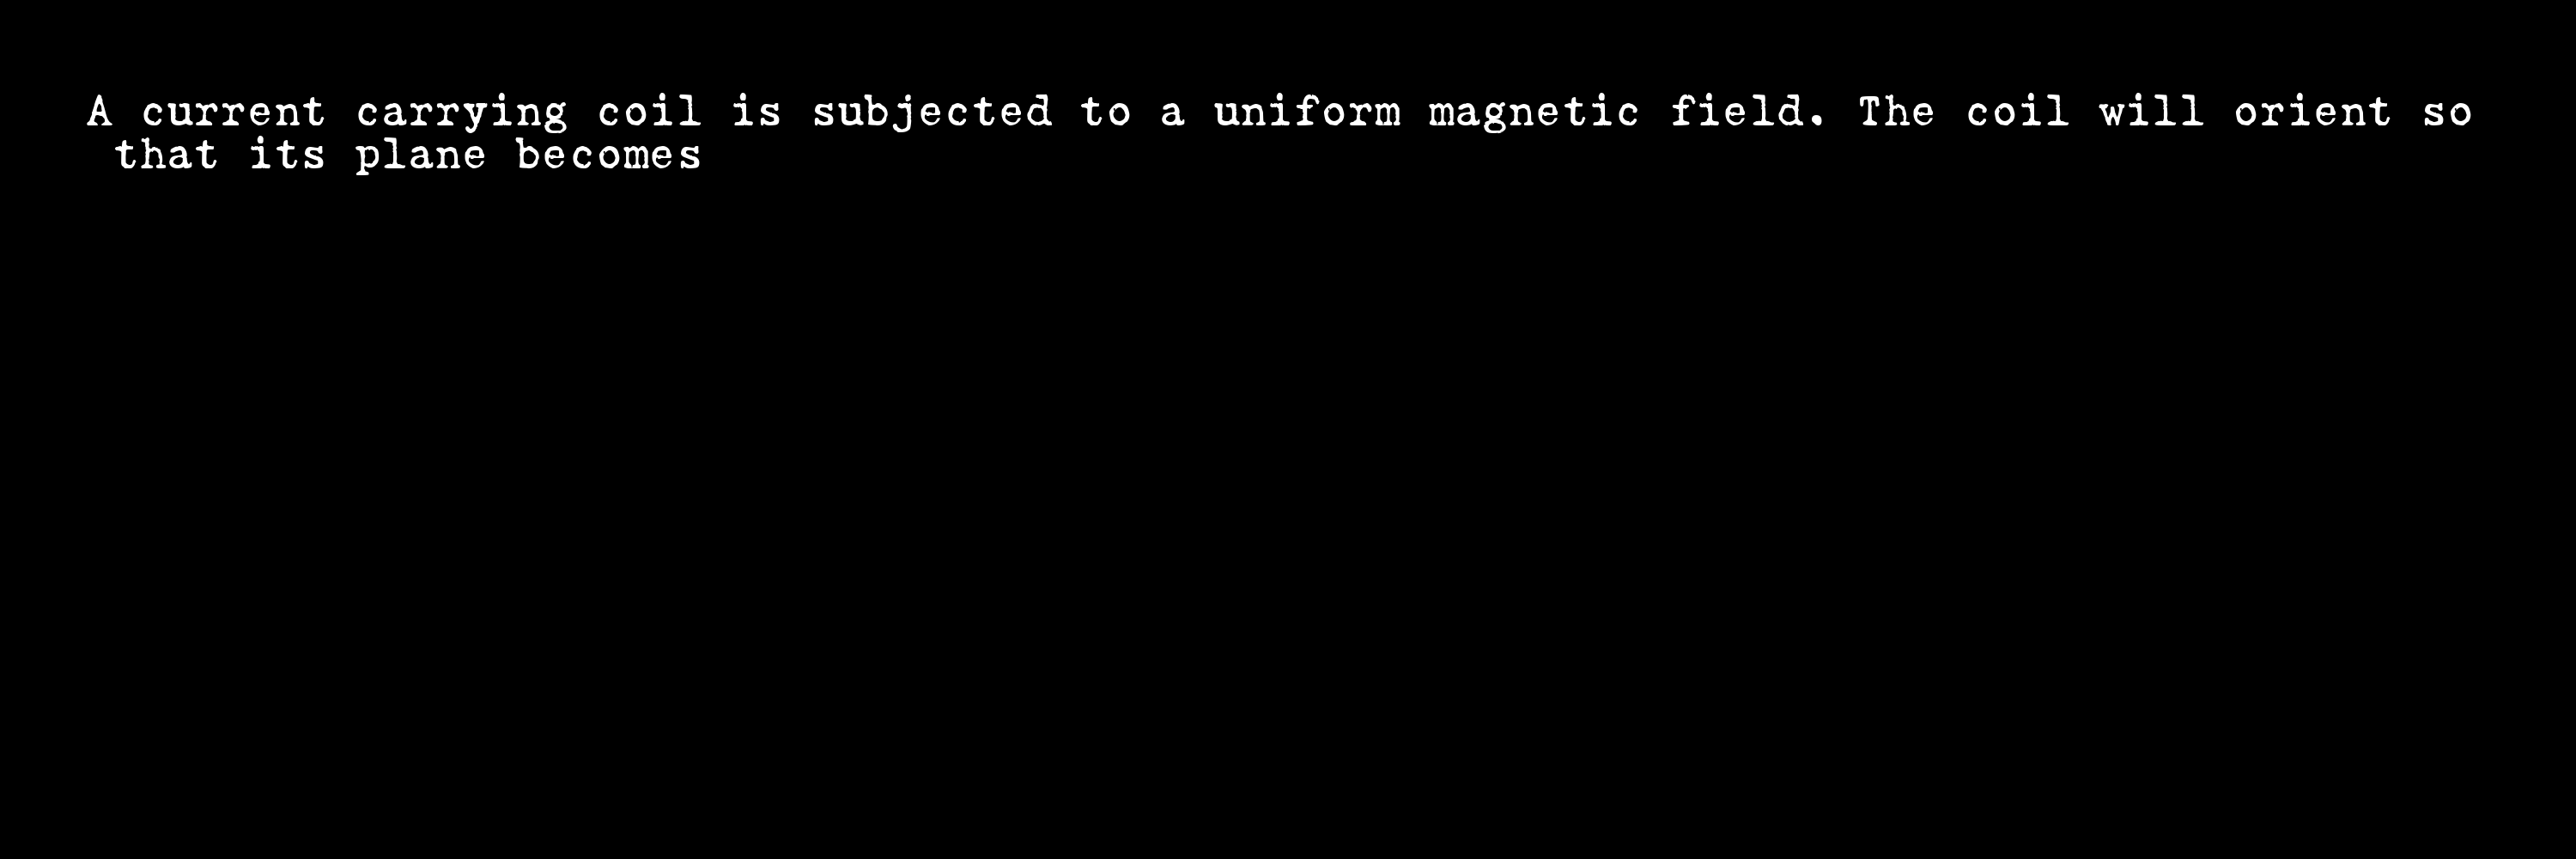 A current carrying coil is subjected to a uniform magnetic field. The coil will orient so
that its plane becomes